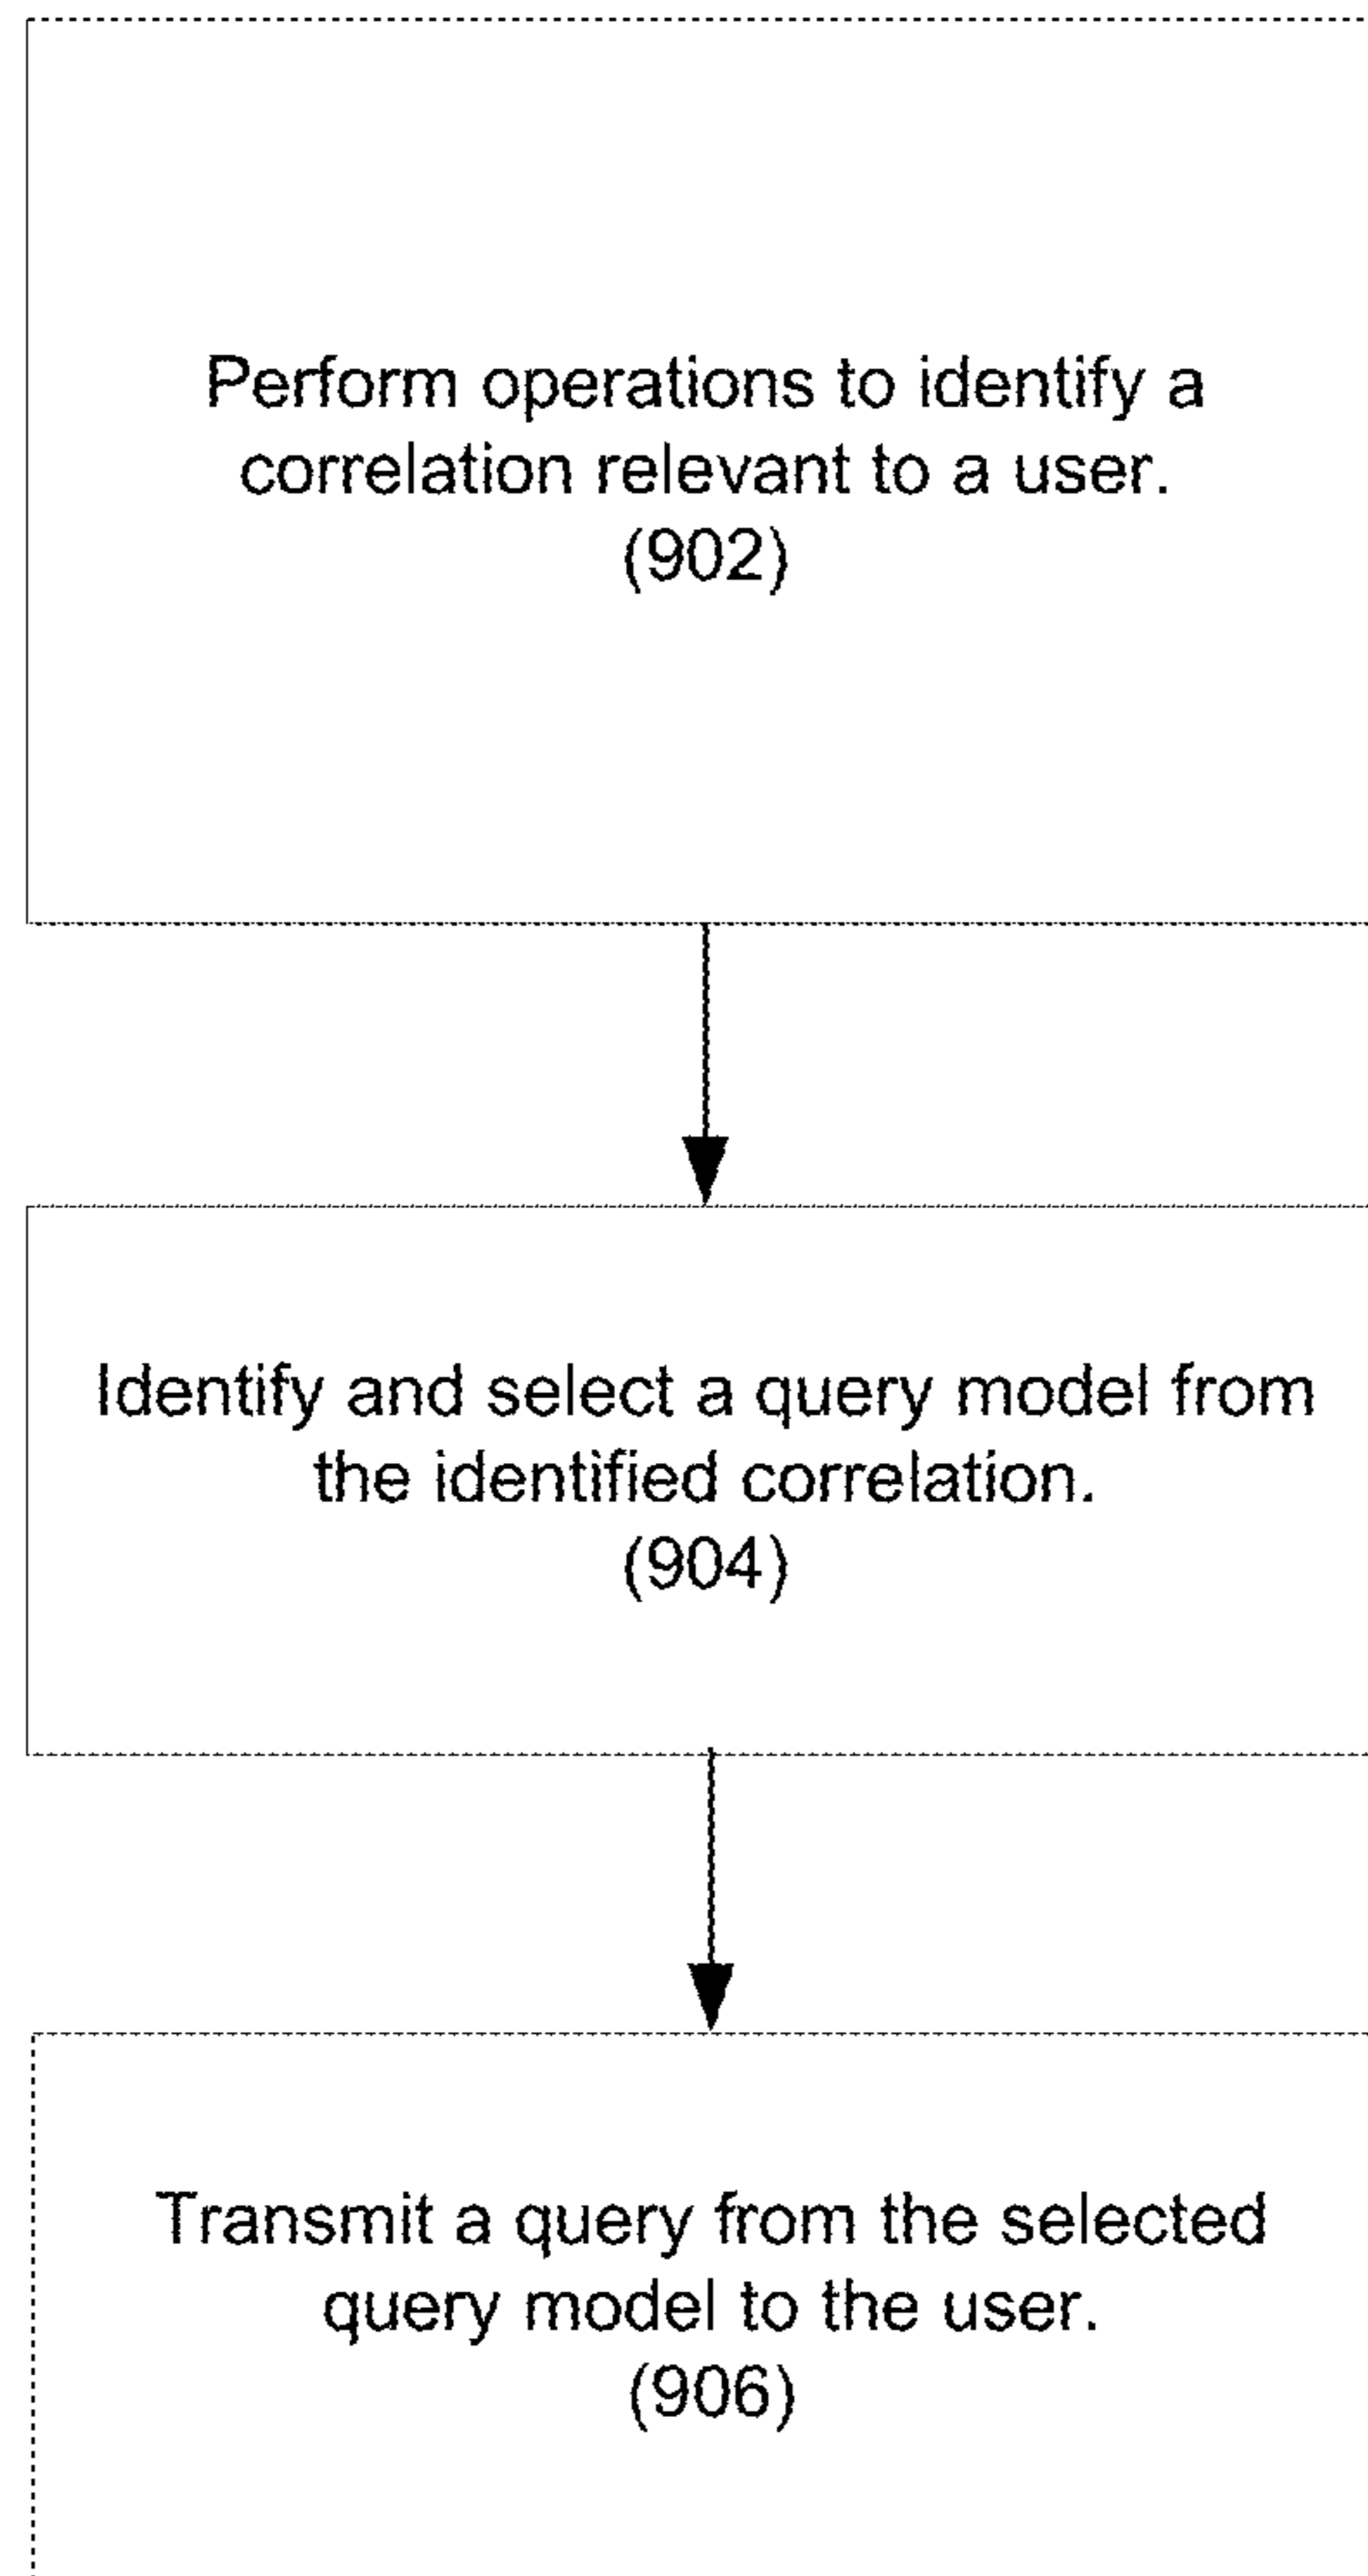 Perform operations to identify a
correlation relevant to a user.
(902)
Identify and select a query model from
the identified correlation.
(904)
Transmit a query from the selected
query model to the user.
(906)